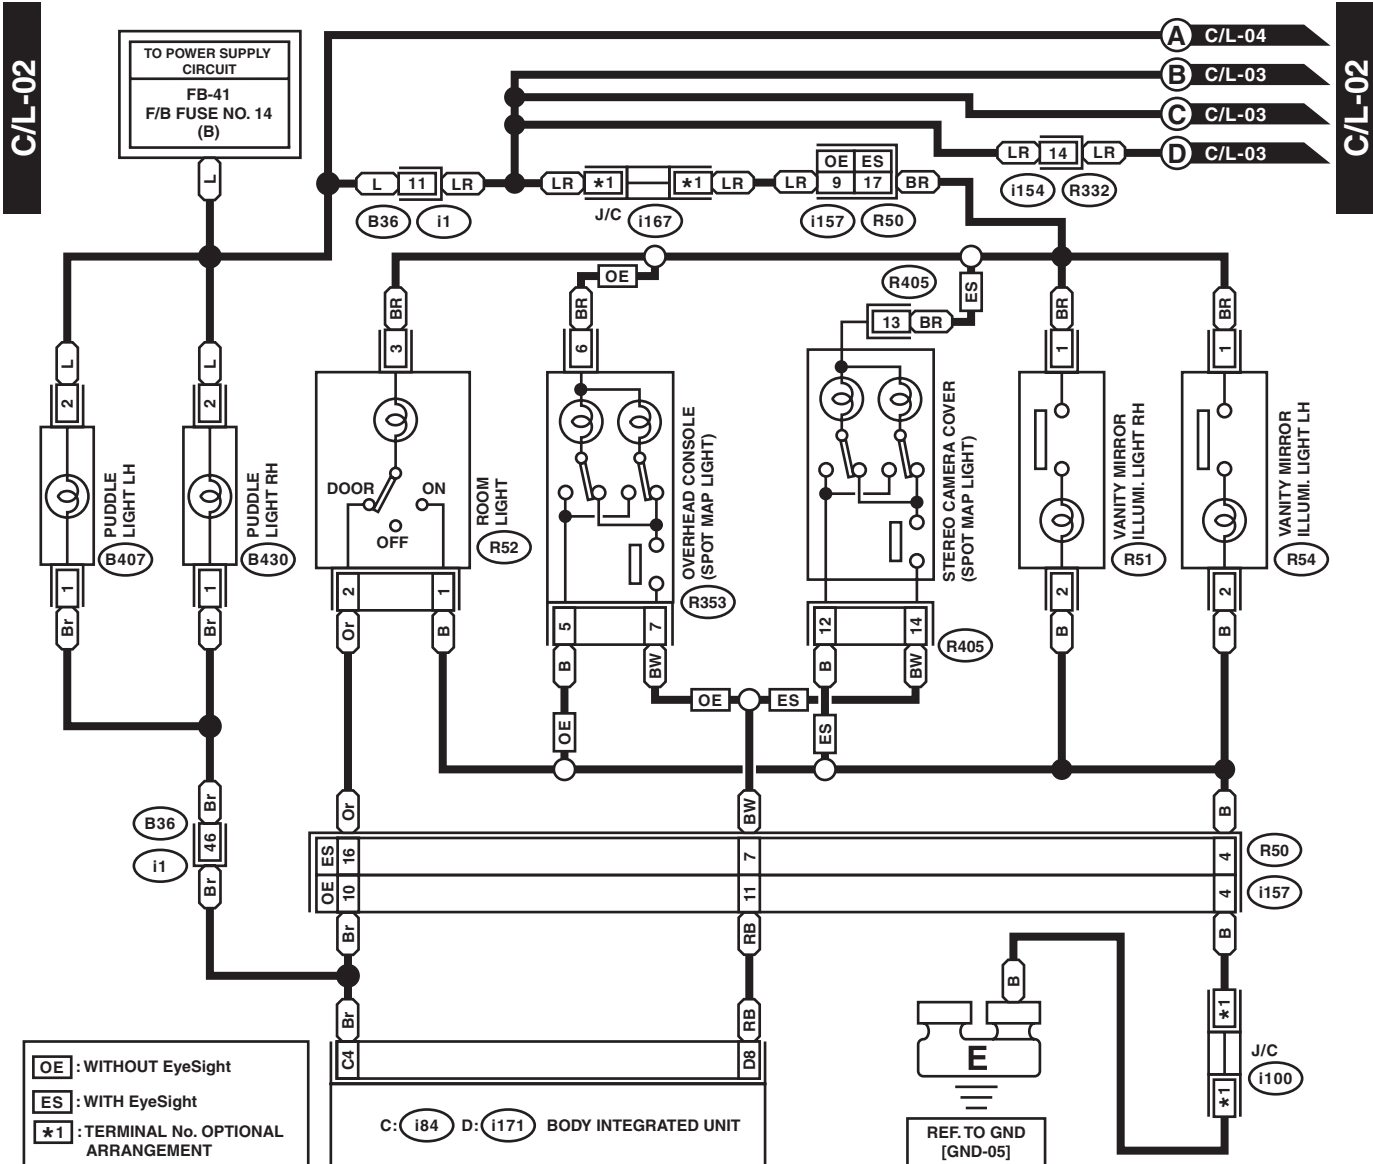 C/L-02
C/L-02
TO POWER SUPPLY
CIRCUIT
FB-41
F/B FUSE NO. 14
(B)
A C/L-04
B C/L-03
C C/L-03
D C/L-03
L
L 11 LR
B36 i1
LR *1 *1 LR
J/C i167
OE ES
LR 9 17 BR
i157 R50
LR 14 LR
i154 R332
OE
R405
ES
13 BR
L L BR BR BR BR
2 2 3 6 1 1
PUDDLE
LIGHT LH
B407
PUDDLE
LIGHT RH
B430
DOOR ON
OFF
ROOM
LIGHT
R52
OVERHEAD CONSOLE
(SPOT MAP LIGHT)
R353
STEREO CAMERA COVER
(SPOT MAP LIGHT)
R405
VANITY MIRROR
ILLUMI. LIGHT RH
R51
VANITY MIRROR
ILLUMI. LIGHT LH
R54
1 1 2 1 5 7 12 14 2 2
Br Br Or B B BW B BW B B
OE ES
OE ES
Br Or BW B
B36
46
i1
Br
ES 16 7 4 R50
OE 10 11 4 i157
Br RB B
Br RB
C4 D8
C: i84 D: i171 BODY INTEGRATED UNIT
OE : WITHOUT EyeSight
ES : WITH EyeSight
*1 : TERMINAL No. OPTIONAL
ARRANGEMENT
B
E
REF. TO GND
[GND-05]
*1
J/C
i100
*1